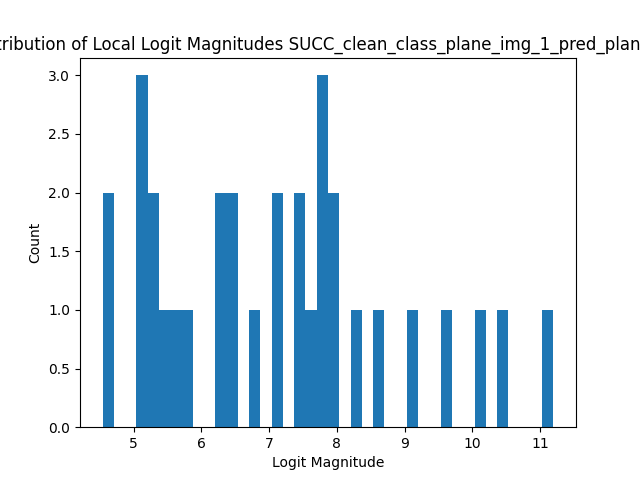 tribution of Local Logit Magnitudes SUCC_clean_class_plane_img_1_pred_plan
3.0
2.5
2.0
1.5
1.0
0.5
0.0
Count
5 6 7 8 9 10 11
Logit Magnitude